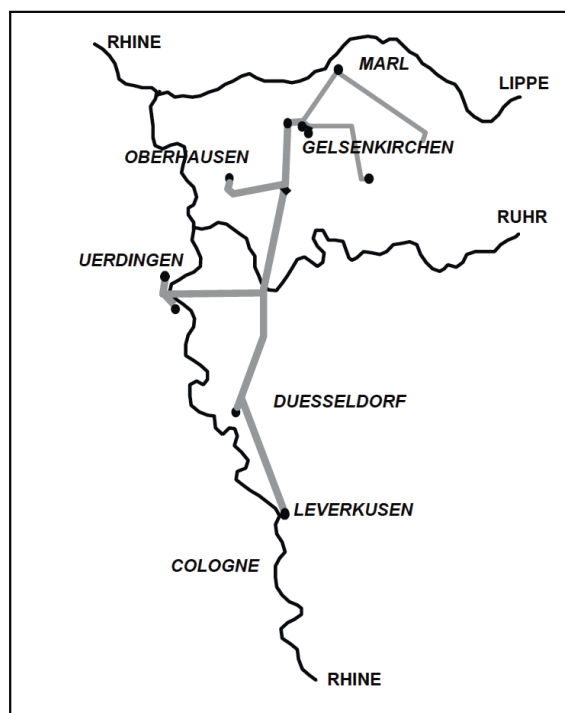 RHINE
MARL
LIPPE
OBERHAUSEN
GELSENKIRCHEN
RUHR
UERDINGEN
DUESSELDORF
LEVERKUSEN
COLOGNE
RHINE